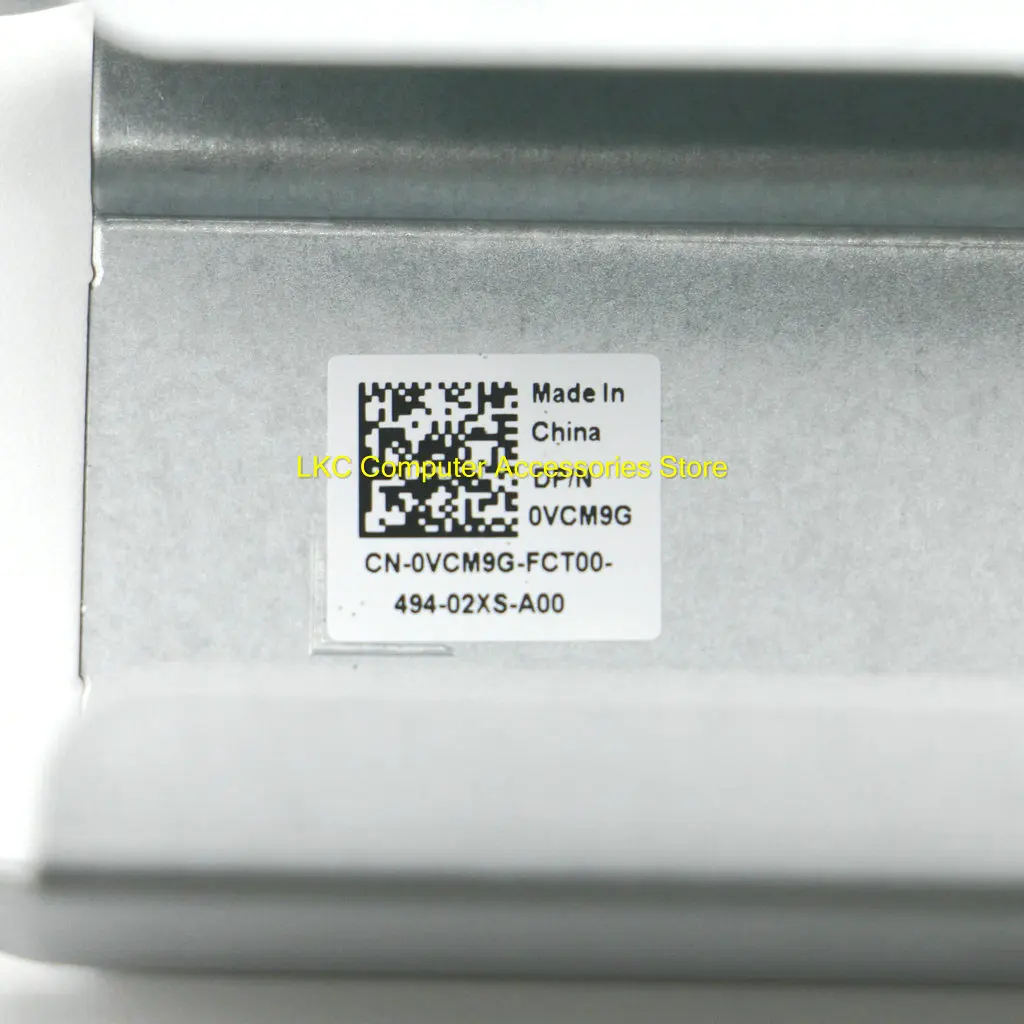 Made In
China
LKC Computer Accessories Store
DP/N
0VCM9G
CN-0VCM9G-FCT00-
494-02XS-A00